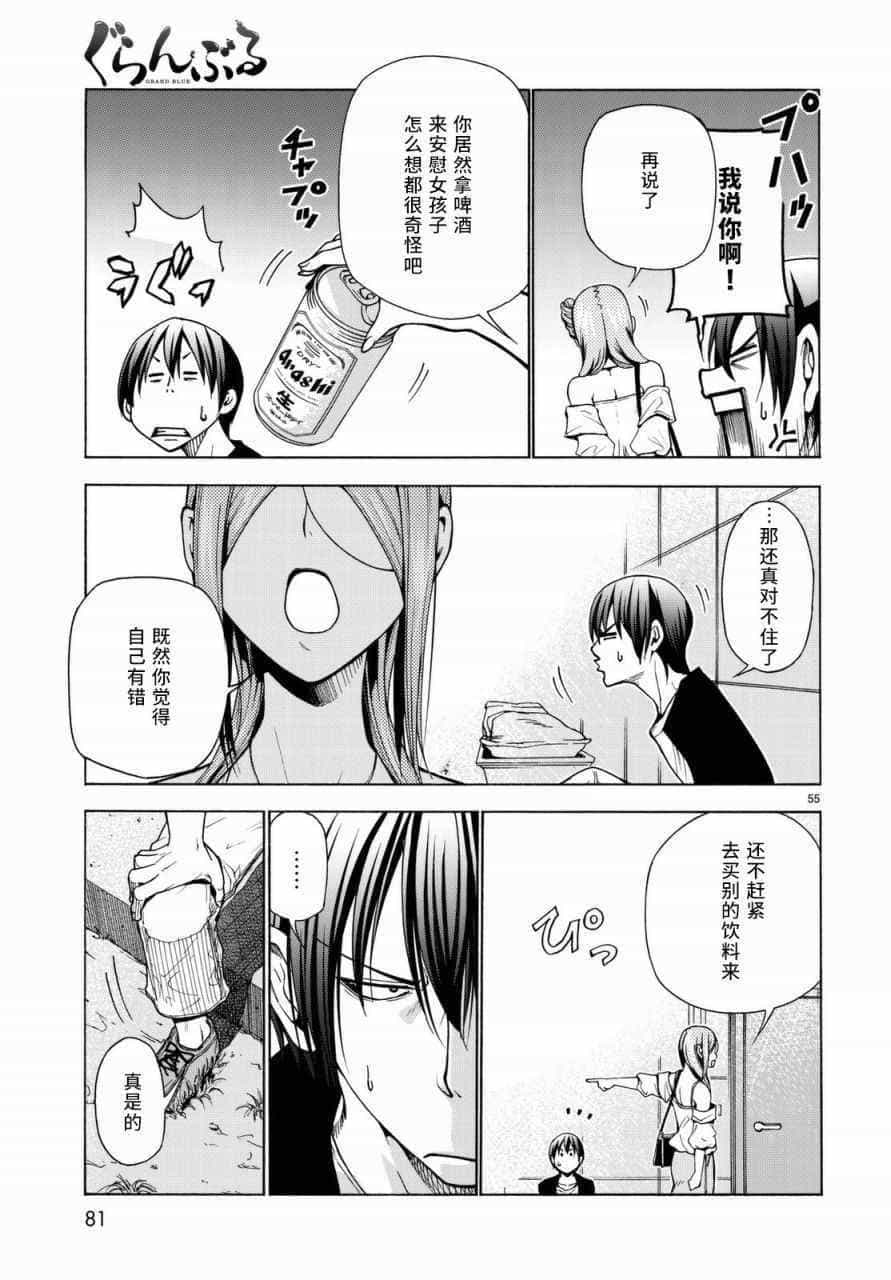 ぐらんぶる
GRAND BLUE
プハーッ
我说你啊！
再说了
你居然拿啤酒
来安慰女孩子
怎么想都很奇怪吧
チャプッ
うぐっ
DRY
Arashi
生
…那还真对
不住了
既然你觉得
自己有错
55
还不赶紧
去买别的饮料来
ぴっ
……
真是的
81